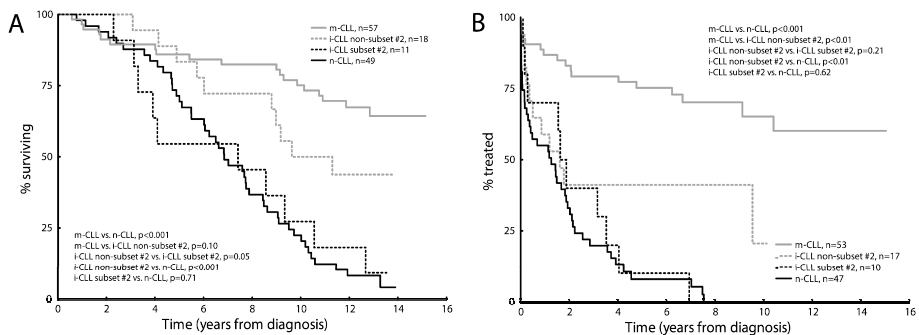 A
% surviving
100
75
50
25
0
0
2
4
6
8
10
12
14
16
Time (years from diagnosis)
m-CLL, n=57
i-CLL non-subset #2, n=18
i-CLL subset #2, n=11
n-CLL, n=49
m-CLL vs. n-CLL, p<0.001
m-CLL vs. i-CLL non-subset #2, p=0.10
i-CLL non-subset #2 vs. i-CLL subset #2, p=0.05
i-CLL non-subset #2 vs. n-CLL, p<0.001
i-CLL subset #2 vs. n-CLL, p=0.71
B
% treated
100
75
50
25
0
0
2
4
6
8
10
12
14
16
Time (years from diagnosis)
m-CLL vs. n-CLL, p<0.001
m-CLL vs. i-CLL non-subset #2, p<0.01
i-CLL non-subset #2 vs. i-CLL subset #2, p=0.21
i-CLL non-subset #2 vs. n-CLL, p<0.01
i-CLL subset #2 vs. n-CLL, p=0.62
m-CLL, n=53
i-CLL non-subset #2, n=17
i-CLL subset #2, n=10
n-CLL, n=47